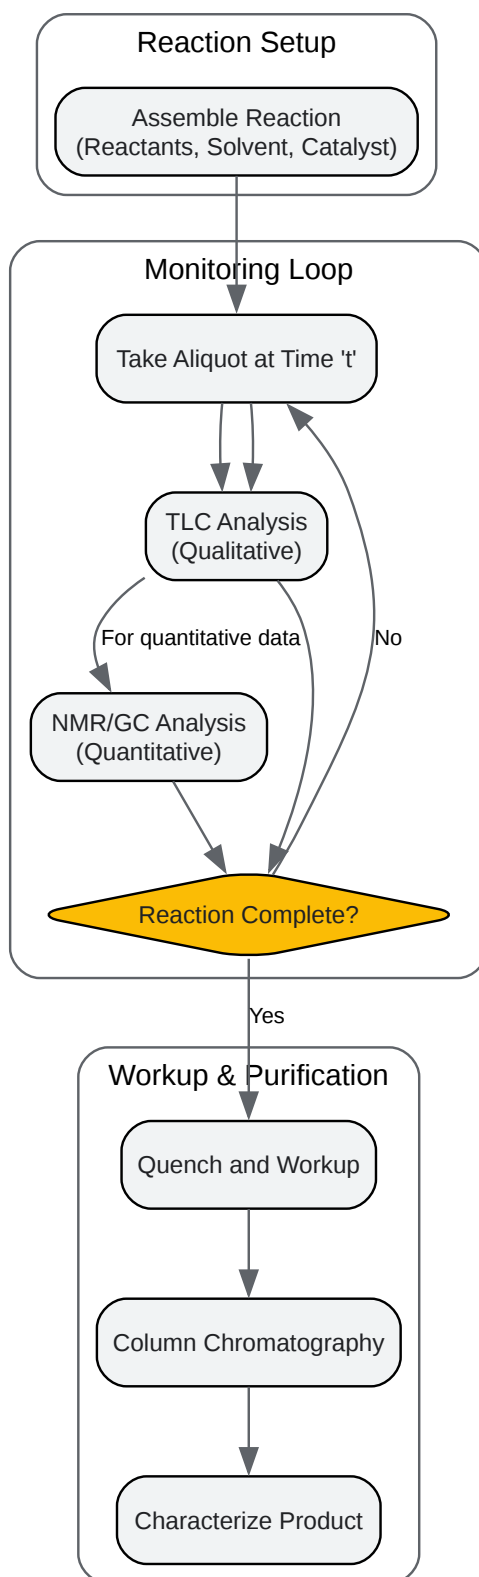 Reaction Setup
Assemble Reaction
(Reactants, Solvent, Catalyst)
Monitoring Loop
Take Aliquot at Time 't'
TLC Analysis
(Qualitative)
For quantitative data
No
NMR/GC Analysis
(Quantitative)
Reaction Complete?
Yes
Workup & Purification
Quench and Workup
Column Chromatography
Characterize Product